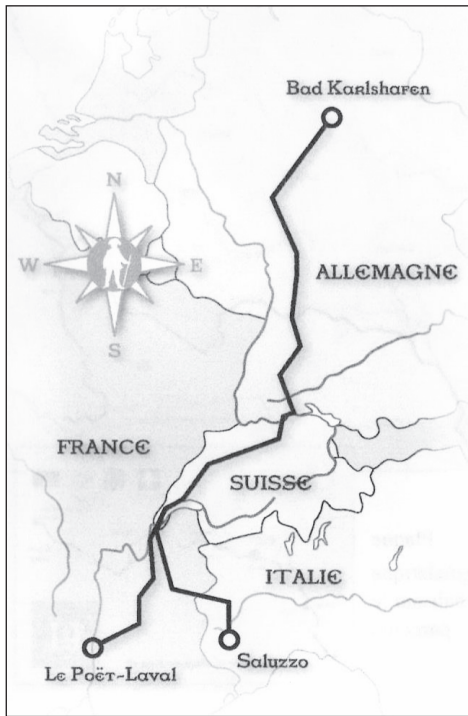 Bad Karlshafen
N
W E
S
ALLEMAGNE
FRANCE
SUISSE
ITALIE
Le Poët-Laval
Saluzzo